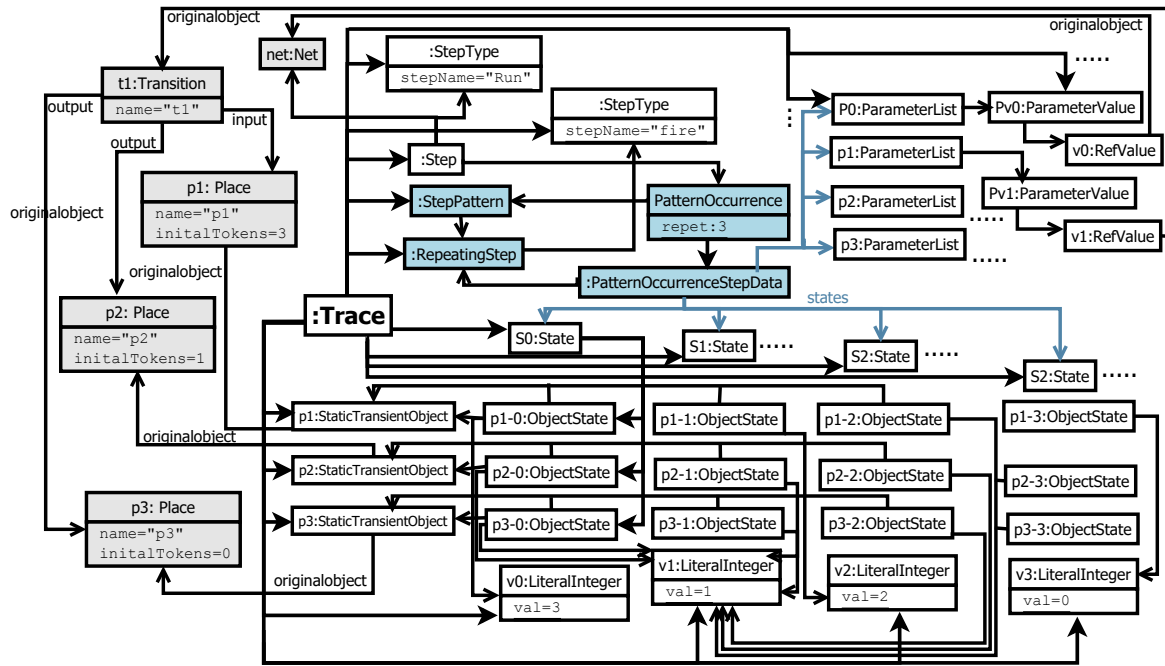 originalobject
originalobject
net:Net
:StepType
stepName="Run"
.....
t1:Transition
name="t1"
output
input
output
:StepType
stepName="fire"
...
P0:ParameterList
Pv0:ParameterValue
v0:RefValue
:Step
p1:ParameterList
Pv1:ParameterValue
p1: Place
name="p1"
initalTokens=3
originalobject
originalobject
:StepPattern
PatternOccurrence
repet:3
p2:ParameterList
.....
v1:RefValue
:RepeatingStep
p3:ParameterList
.....
:PatternOccurrenceStepData
states
p2: Place
name="p2"
initalTokens=1
:Trace
S0:State
S1:State
.....
S2:State
.....
S2:State
.....
p1:StaticTransientObject
p1-0:ObjectState
p1-1:ObjectState
p1-2:ObjectState
p1-3:ObjectState
originalobject
p2:StaticTransientObject
p2-0:ObjectState
p2-1:ObjectState
p2-2:ObjectState
p2-3:ObjectState
p3: Place
name="p3"
initalTokens=0
p3:StaticTransientObject
p3-0:ObjectState
p3-1:ObjectState
p3-2:ObjectState
p3-3:ObjectState
originalobject
v0:LiteralInteger
val=3
v1:LiteralInteger
val=1
v2:LiteralInteger
val=2
v3:LiteralInteger
val=0